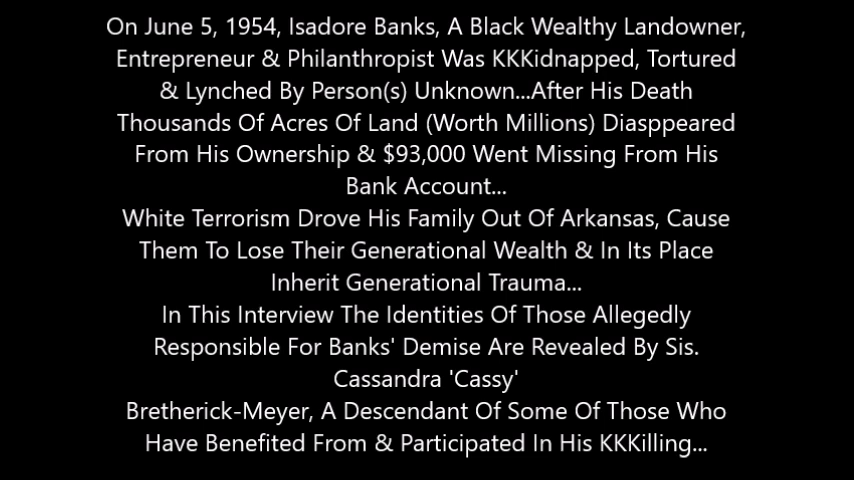 On June 5, 1954, Isadore Banks, A Black Wealthy Landowner,
Entrepreneur & Philanthropist Was KKKidnapped, Tortured
& Lynched By Person(s) Unknown...After His Death
Thousands Of Acres Of Land (Worth Millions) Diasppeared
From His Ownership & $93,000 Went Missing From His
Bank Account...
White Terrorism Drove His Family Out Of Arkansas, Cause
Them To Lose Their Generational Wealth & In Its Place
Inherit Generational Trauma...
In This Interview The Identities Of Those Allegedly
Responsible For Banks' Demise Are Revealed By Sis.
Cassandra 'Cassy'
Bretherick-Meyer, A Descendant Of Some Of Those Who
Have Benefited From & Participated In His KKKilling...